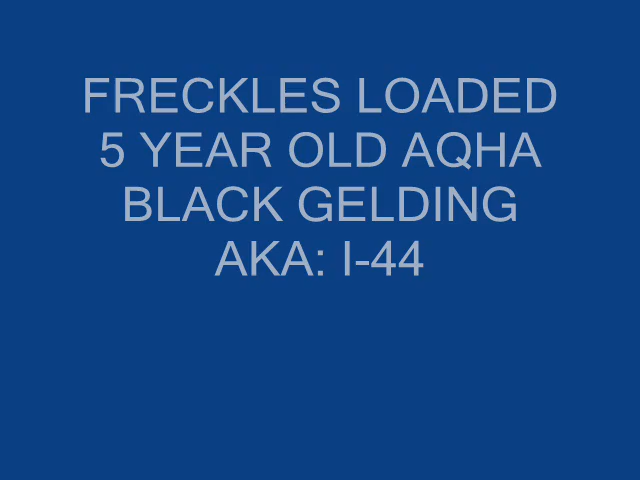 FRECKLES LOADED
5 YEAR OLD AQHA
BLACK GELDING
AKA: I-44